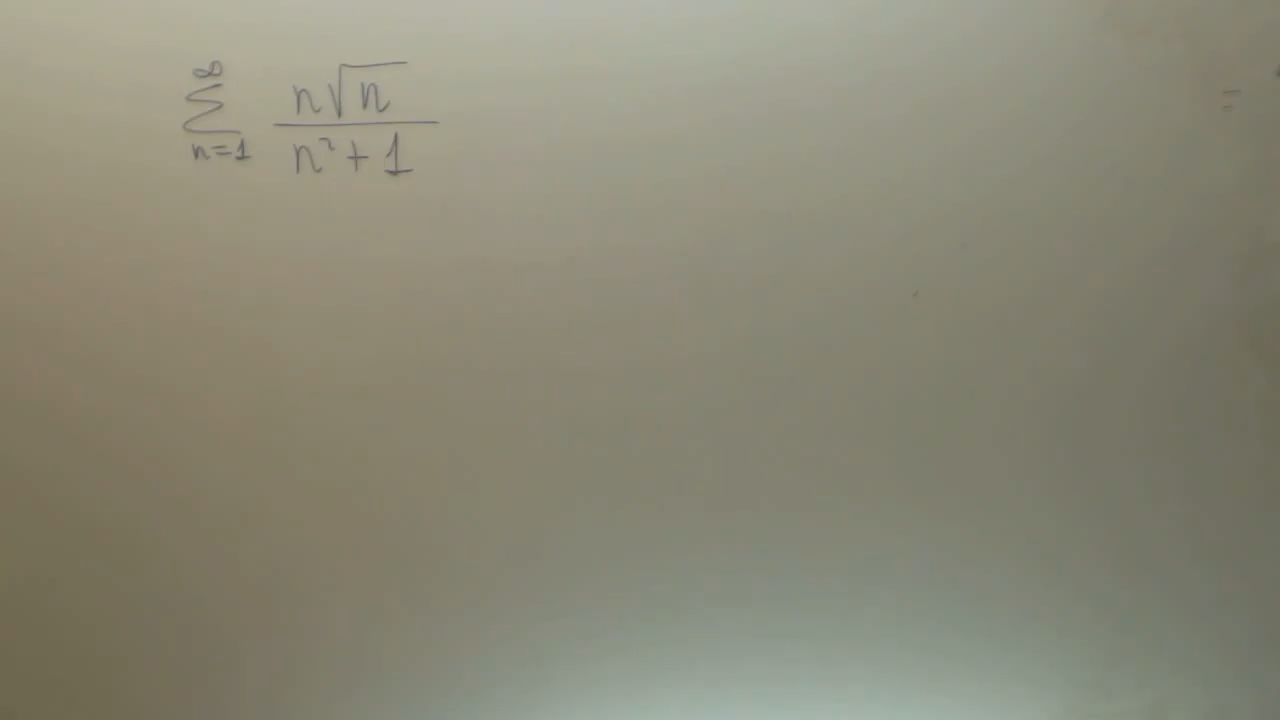 ∞
∑ n√n / n²+1
n=1
=